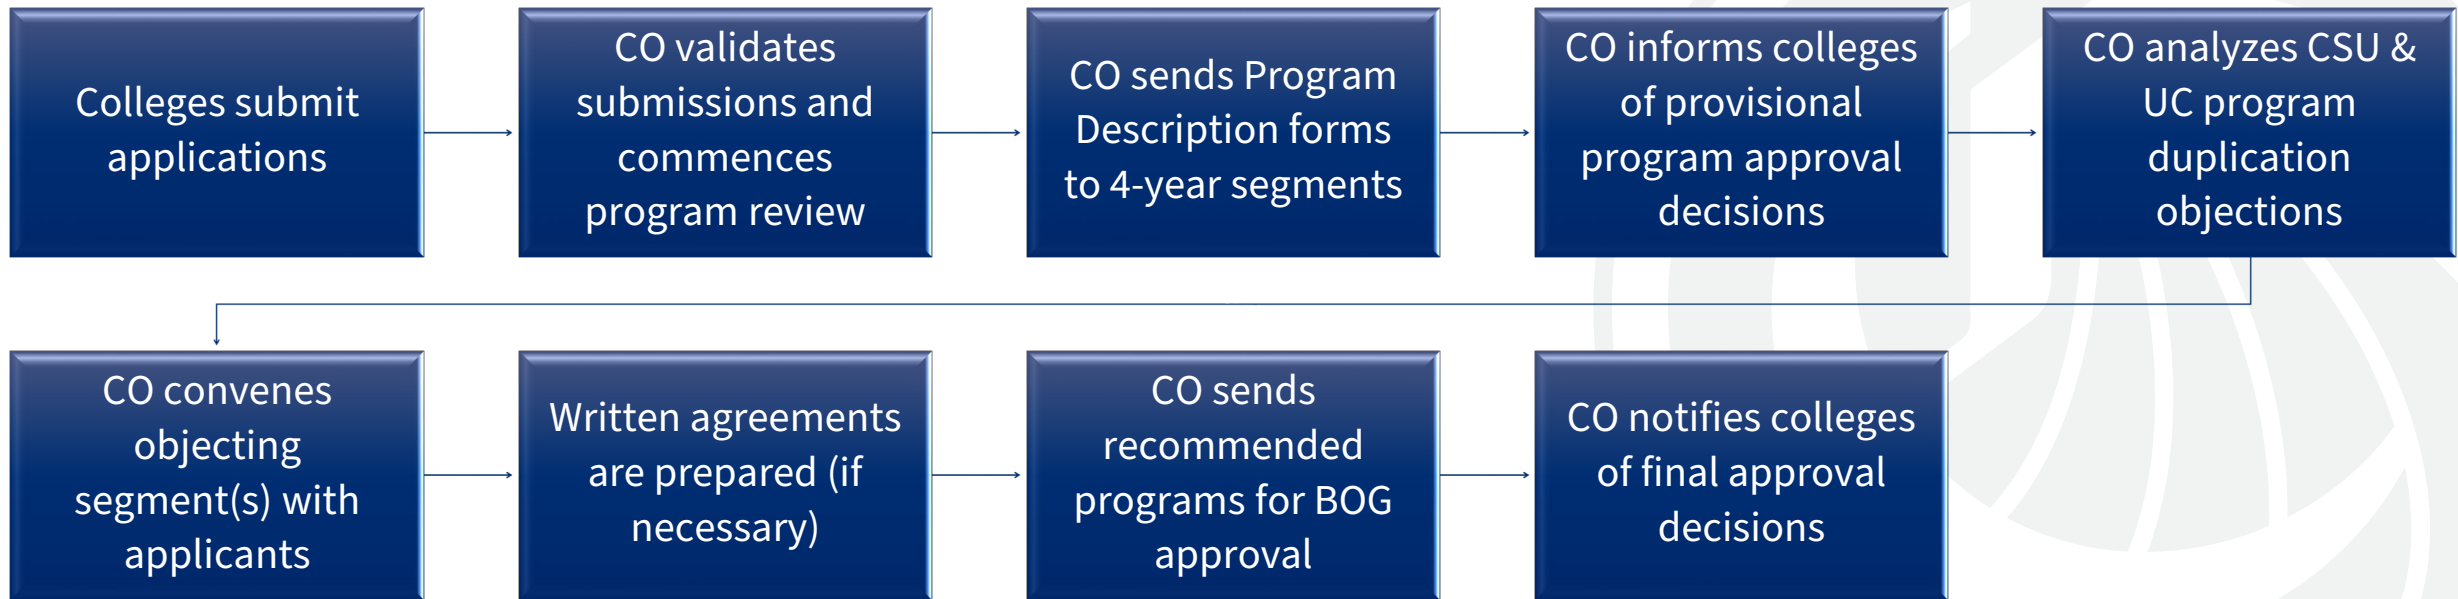 Colleges submit
applications
CO validates
submissions and
commences
program review
CO sends Program
Description forms
to 4-year segments
CO informs colleges
of provisional
program approval
decisions
CO analyzes CSU &
UC program
duplication
objections
CO convenes
objecting
segment(s) with
applicants
Written agreements
are prepared (if
necessary)
CO sends
recommended
programs for BOG
approval
CO notifies colleges
of final approval
decisions